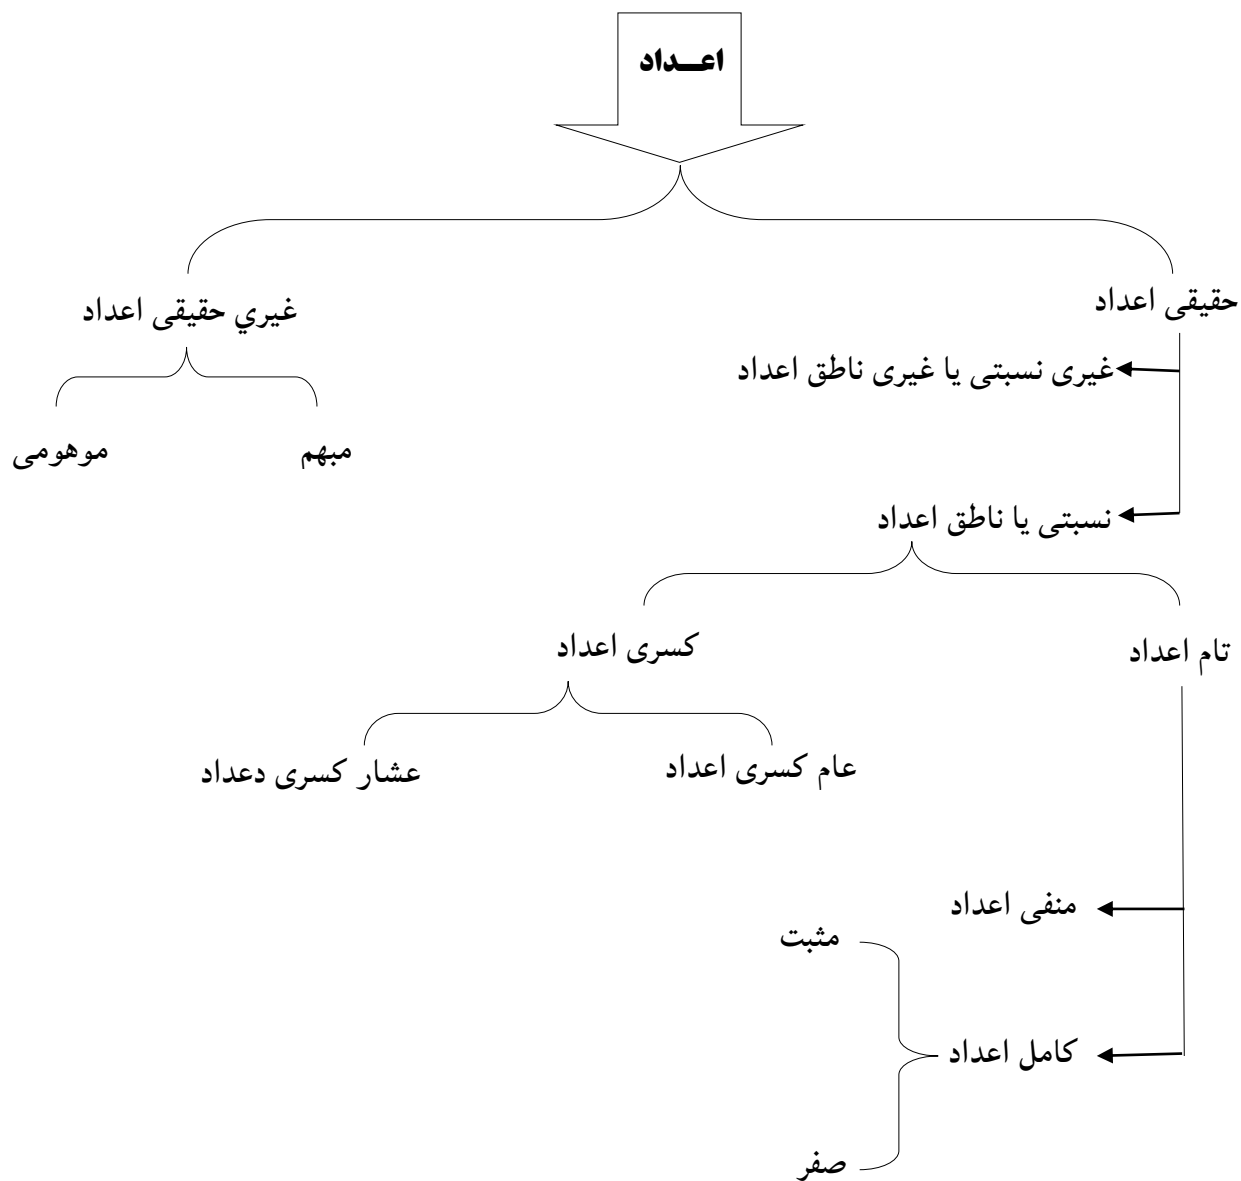 اعــداد
حقیقی اعداد
غیري حقیقی اعداد
غیری نسبتی یا غیری ناطق اعداد
مبهم
موهومی
نسبتی یا ناطق اعداد
تام اعداد
کسری اعداد
عام کسری اعداد
عشار کسری دعداد
منفی اعداد
مثبت
کامل اعداد
صفر